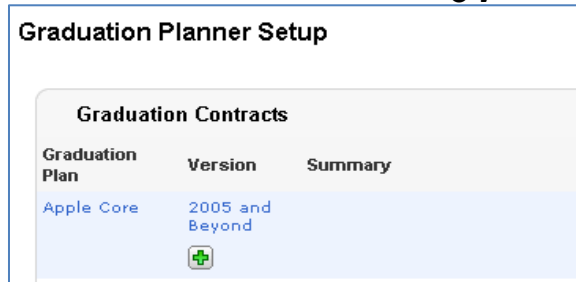 Graduation Planner Setup
Graduation Contracts
Graduation Plan Version Summary
Apple Core 2005 and Beyond